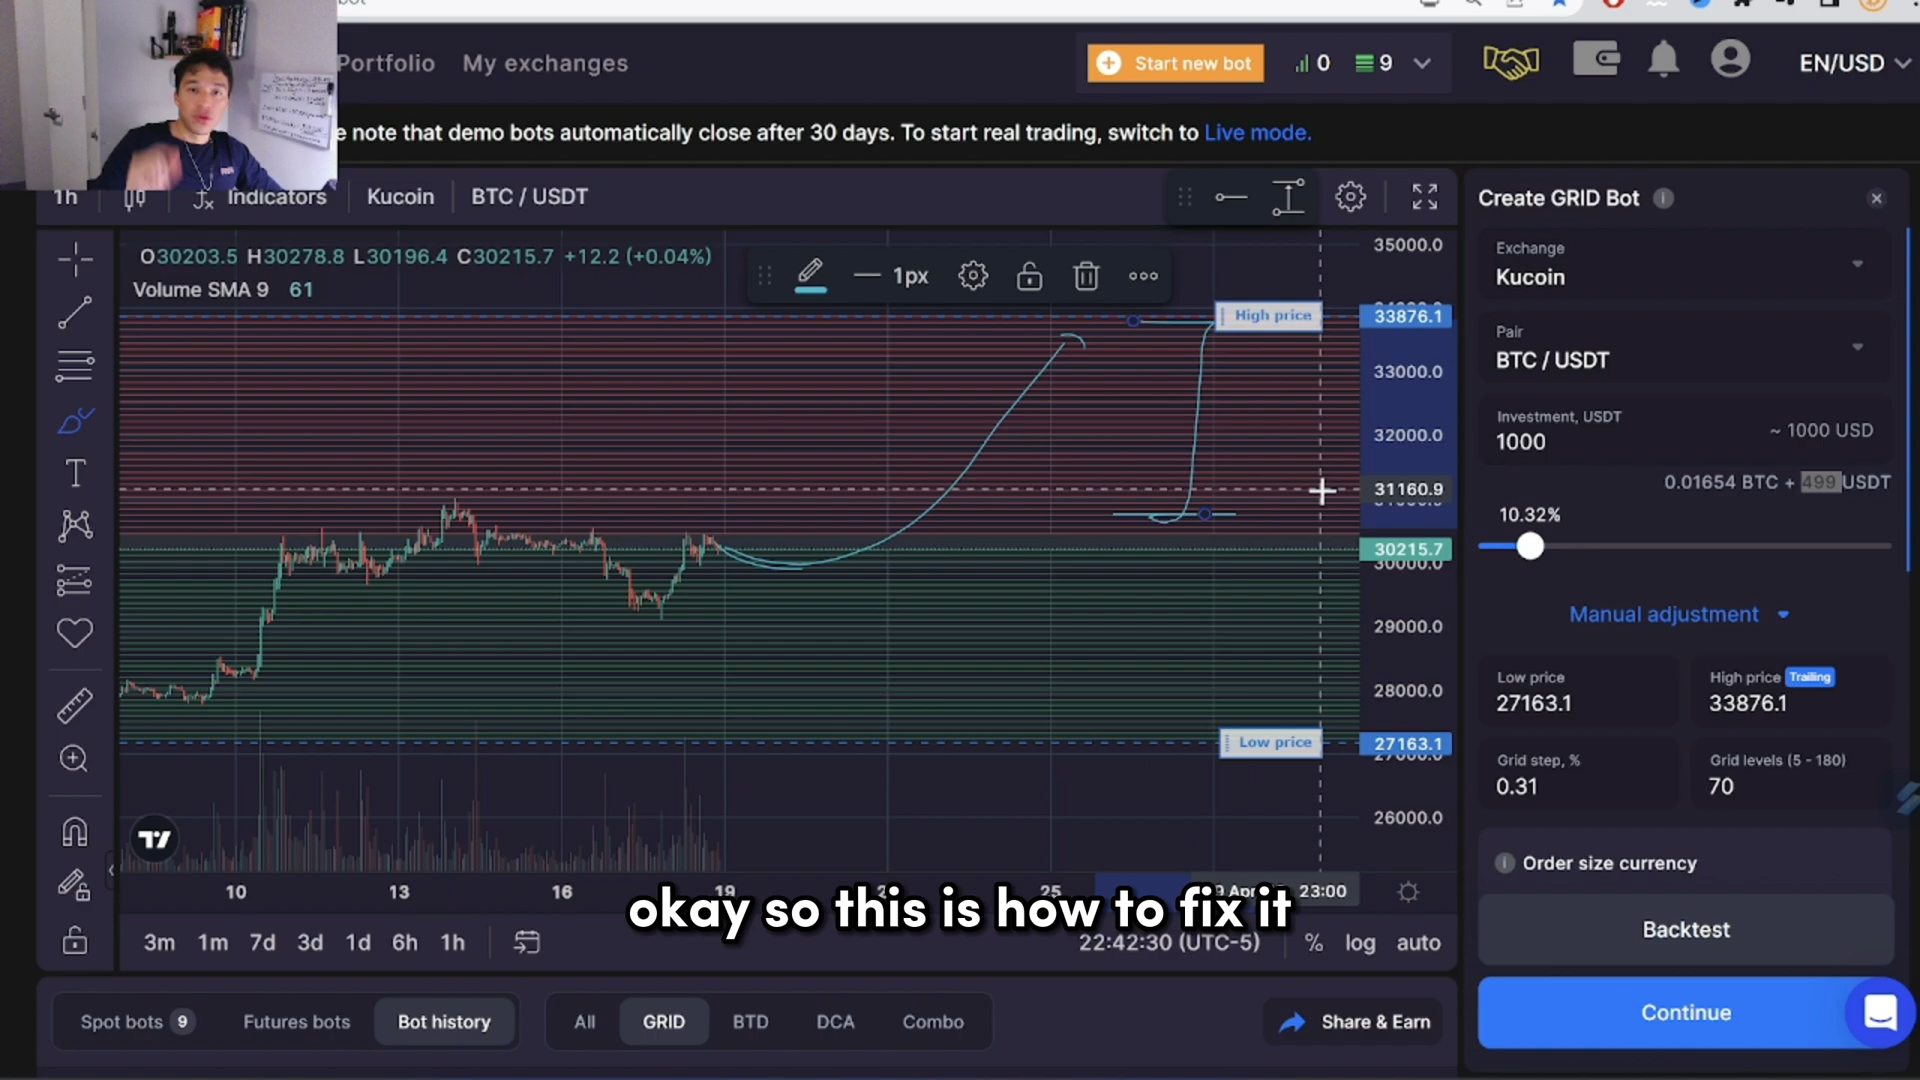 Portfolio
My exchanges
Start new bot
0
9
EN/USD
e note that demo bots automatically close after 30 days. To start real trading, switch to Live mode.
1h
Indicators
Kucoin
BTC / USDT
O30203.5 H30278.8 L30196.4 C30215.7 +12.2 (+0.04%)
Volume SMA 9 61
1px
High price
Low price
35000.0
33876.1
33000.0
32000.0
31160.9
30215.7
30000.0
29000.0
28000.0
27163.1
27000.0
26000.0
10
13
16
19
25
23:00
okay so this is how to fix it
3m
1m
7d
3d
1d
6h
1h
22:42:30 (UTC-5)
%
log
auto
Spot bots 9
Futures bots
Bot history
All
GRID
BTD
DCA
Combo
Share & Earn
Create GRID Bot
Exchange
Kucoin
Pair
BTC / USDT
Investment, USDT
1000
~ 1000 USD
0.01654 BTC + 499 USDT
10.32%
Manual adjustment
Low price
27163.1
High price Trailing
33876.1
Grid step, %
0.31
Grid levels (5 - 180)
70
Order size currency
Backtest
Continue